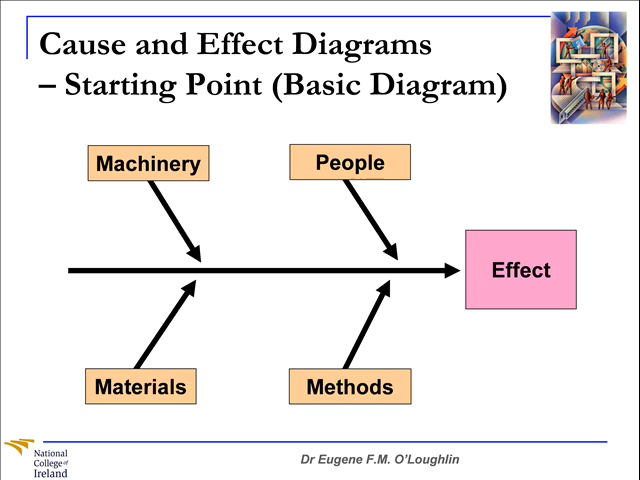 Cause and Effect Diagrams
– Starting Point (Basic Diagram)
Machinery
People
Effect
Materials
Methods
National
College of
Ireland
Dr Eugene F.M. O’Loughlin